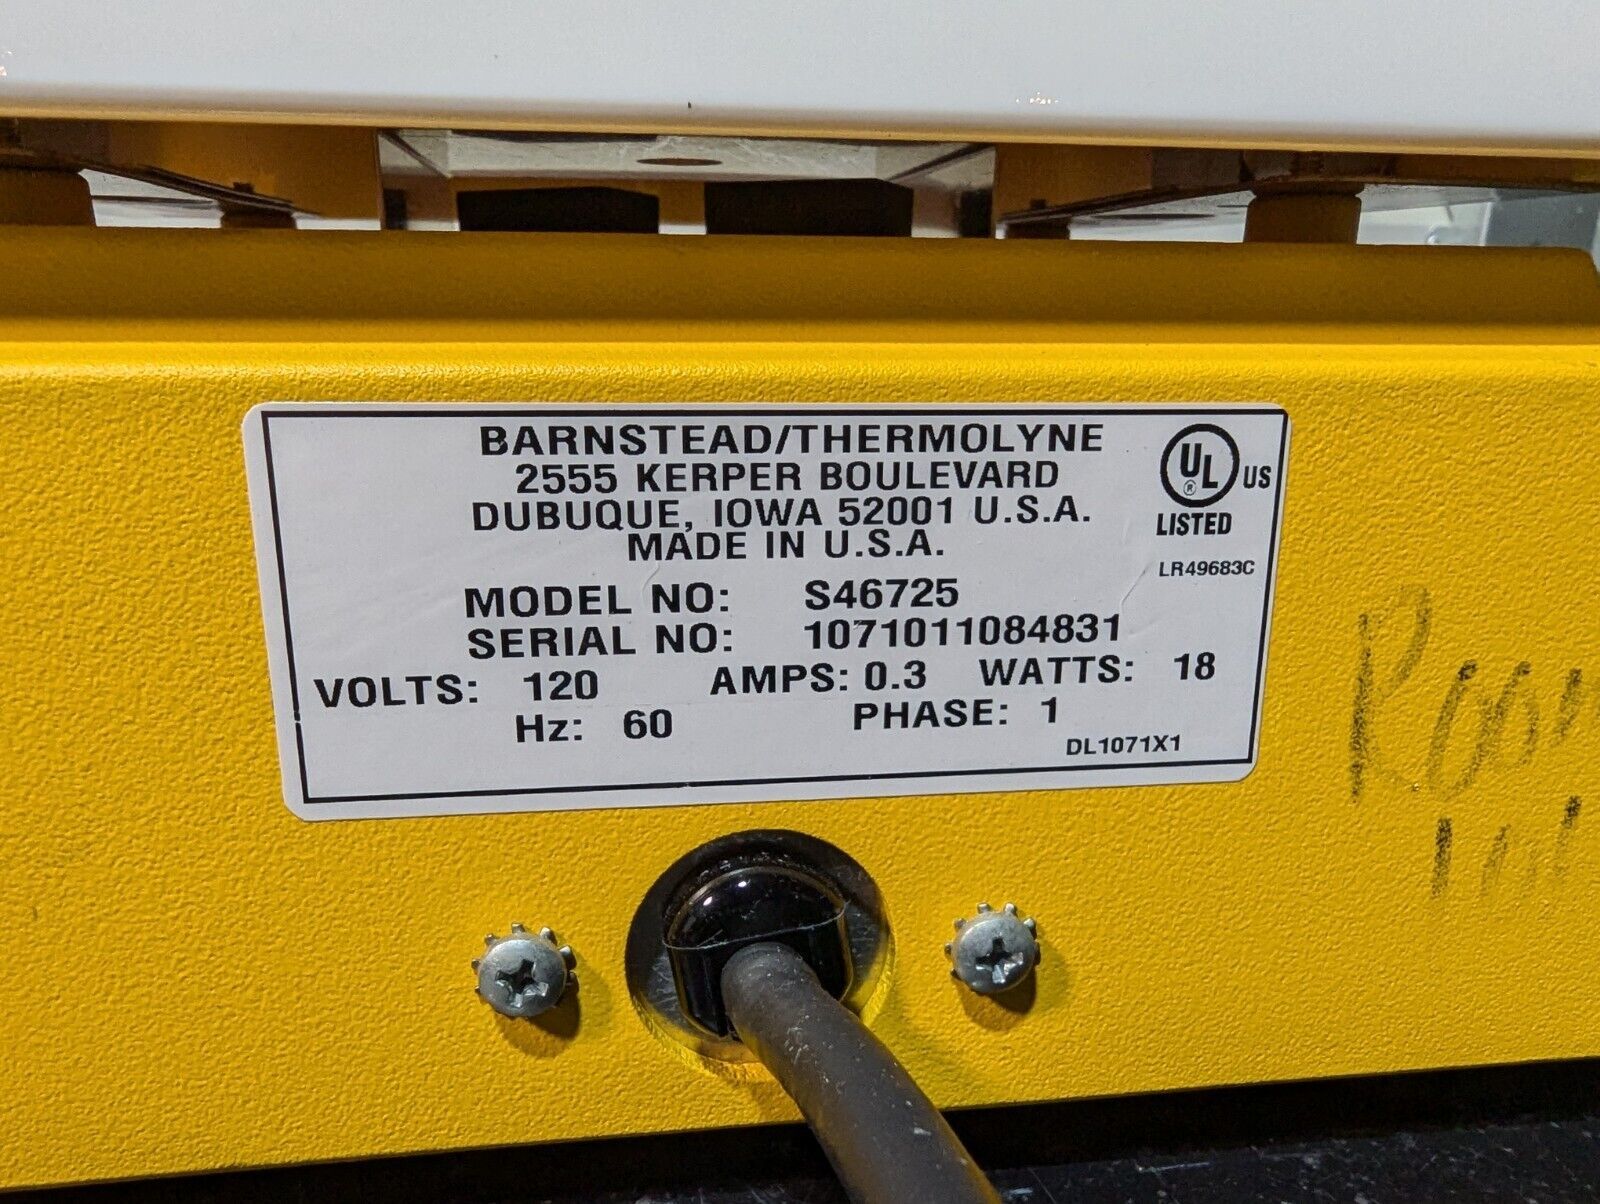 BARNSTEAD/THERMOLYNE
2555 KERPER BOULEVARD
DUBUQUE, IOWA 52001 U.S.A.
MADE IN U.S.A.
UL US
®
LISTED
LR49683C
MODEL NO: S46725
SERIAL NO: 1071011084831
VOLTS: 120 AMPS: 0.3 WATTS: 18
Hz: 60 PHASE: 1
DL1071X1